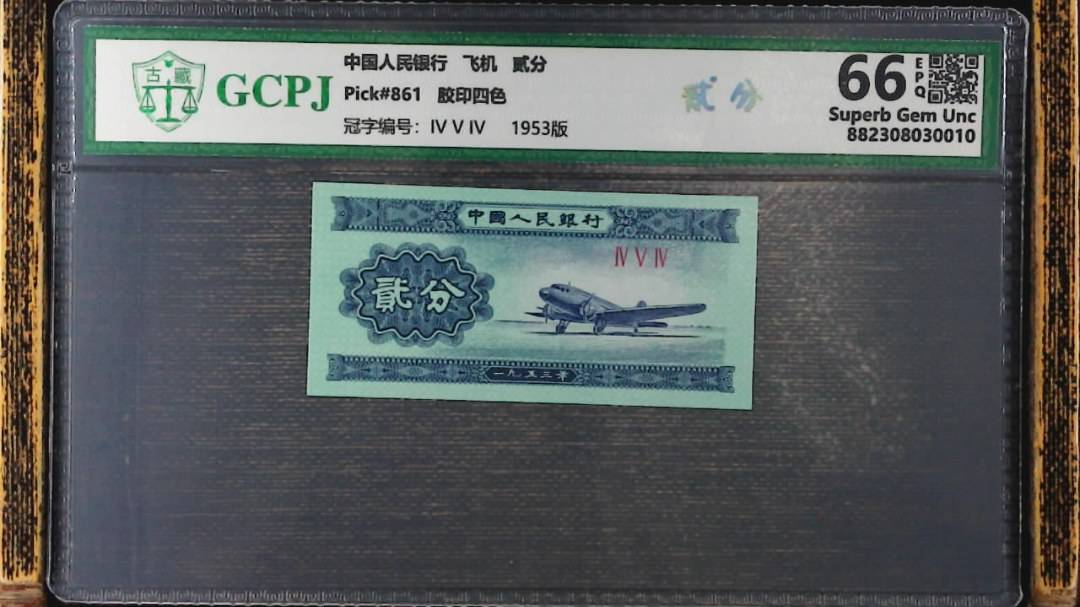 古藏
GCPJ
中国人民银行 飞机 贰分
Pick#861 胶印四色
冠字编号: IV V IV 1953版
贰分
66 EPQ
Superb Gem Unc
882308030010
中國人民銀行
IV V IV
貳分
一九五三年